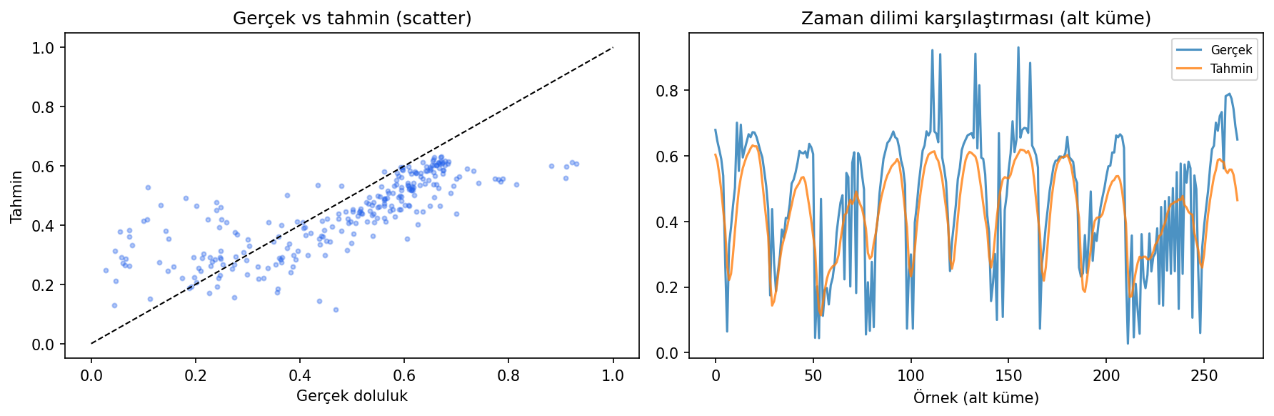 Gerçek vs tahmin (scatter)
1.0
0.8
0.6
0.4
0.2
0.0
Tahmin
0.0 0.2 0.4 0.6 0.8 1.0
Gerçek doluluk
Zaman dilimi karşılaştırması (alt küme)
Gerçek
Tahmin
0.8
0.6
0.4
0.2
0.0
0 50 100 150 200 250
Örnek (alt küme)